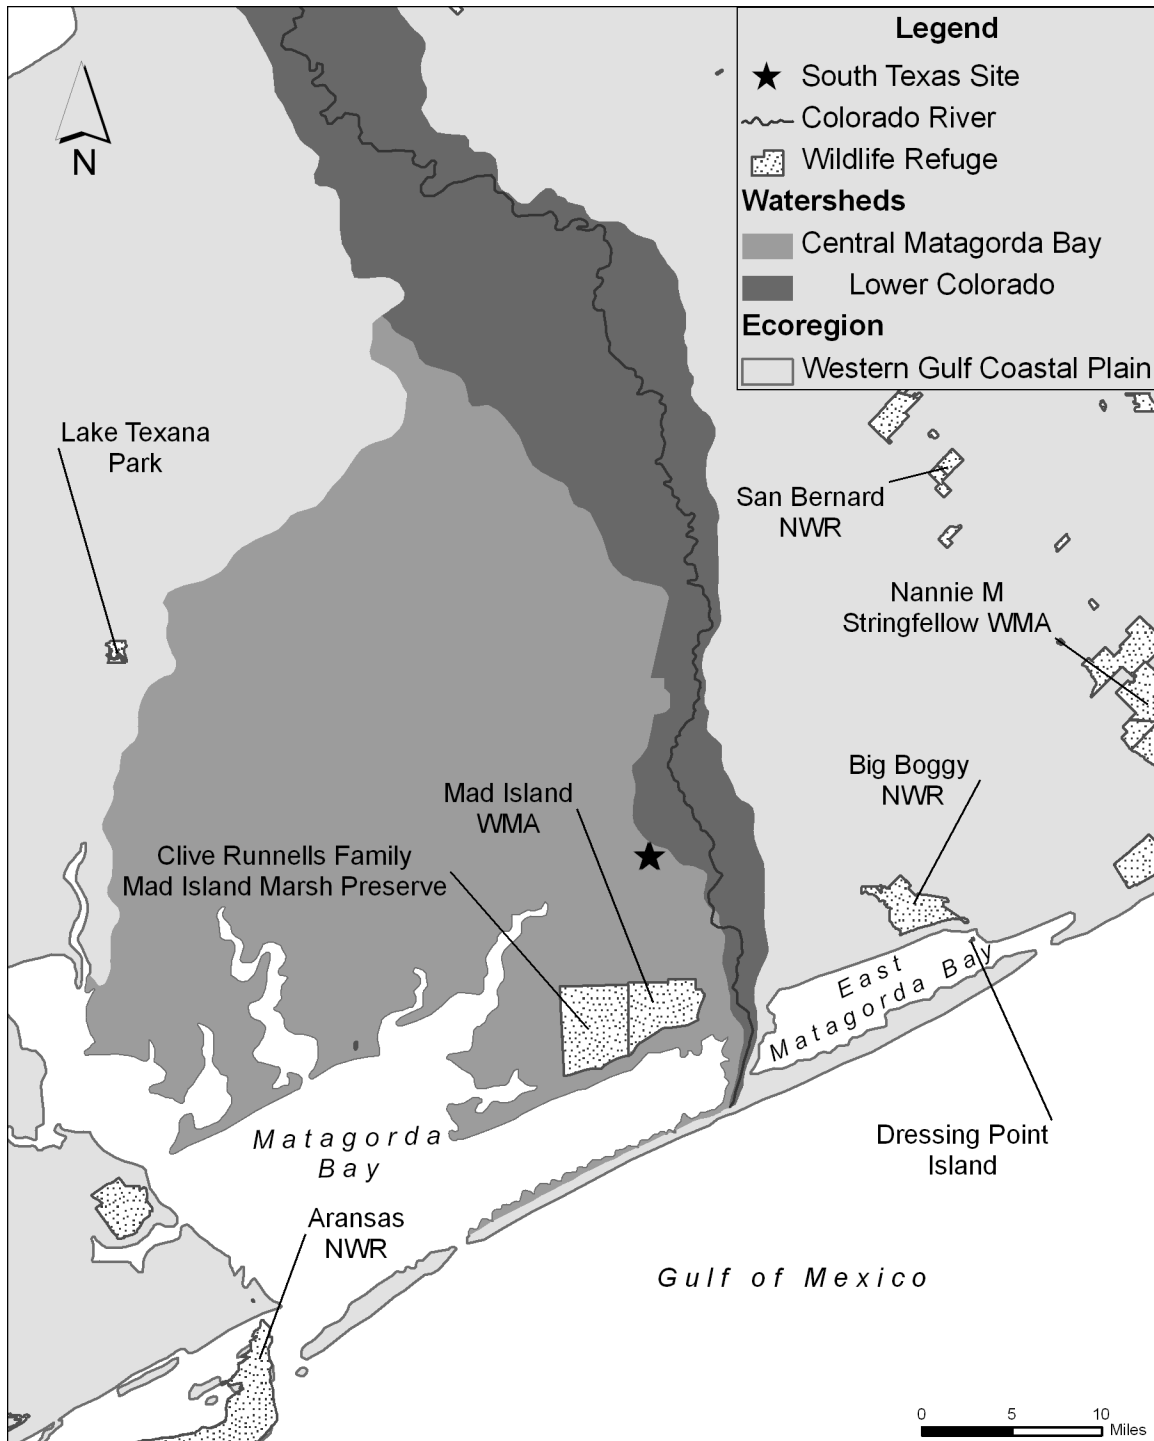 Legend
South Texas Site
Colorado River
Wildlife Refuge
Watersheds
Central Matagorda Bay
Lower Colorado
Ecoregion
Western Gulf Coastal Plain
N
Lake Texana
Park
San Bernard
NWR
Nannie M
Stringfellow WMA
Big Boggy
NWR
Mad Island
WMA
Clive Runnells Family
Mad Island Marsh Preserve
East
Matagorda Bay
Dressing Point
Island
Matagorda
Bay
Aransas
NWR
Gulf of Mexico
0 5 10
Miles